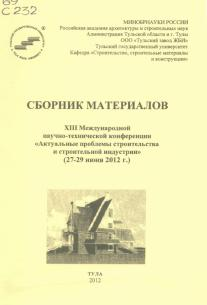 69
С 232
МИНОБРНАУКИ РОССИИ
Российская академия архитектуры и строительных наук
Администрация Тульской области и г. Тулы
ООО «Тульский завод ЖБИ»
Тульский государственный университет
Кафедра «Строительство, строительные материалы
и конструкции»
СБОРНИК МАТЕРИАЛОВ
XIII Международной
научно-технической конференции
«Актуальные проблемы строительства
и строительной индустрии»
(27-29 июня 2012 г.)
ТУЛА
2012